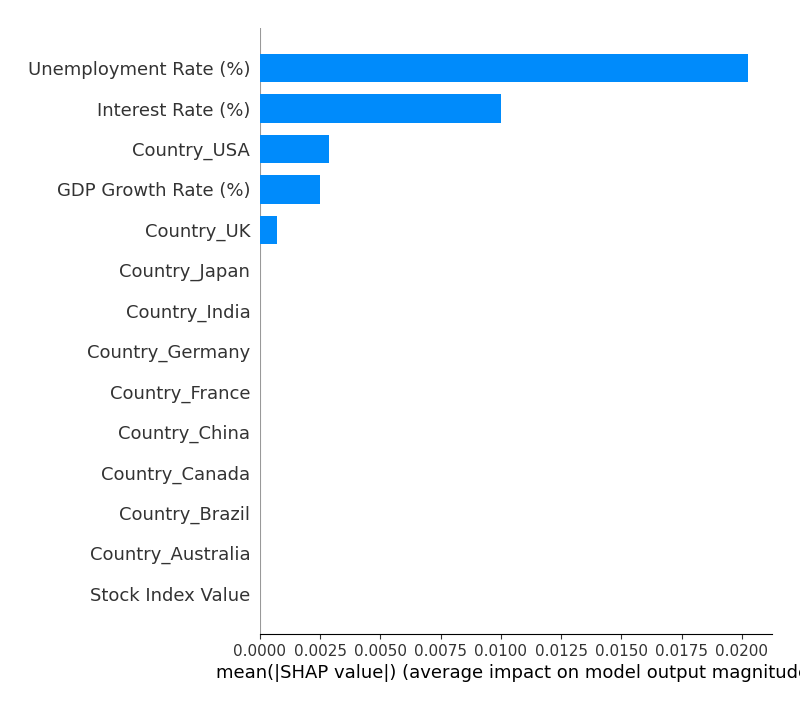 Unemployment Rate (%)
Interest Rate (%)
Country_USA
GDP Growth Rate (%)
Country_UK
Country_Japan
Country_India
Country_Germany
Country_France
Country_China
Country_Canada
Country_Brazil
Country_Australia
Stock Index Value
0.0000 0.0025 0.0050 0.0075 0.0100 0.0125 0.0150 0.0175 0.0200
mean(|SHAP value|) (average impact on model output magnitude